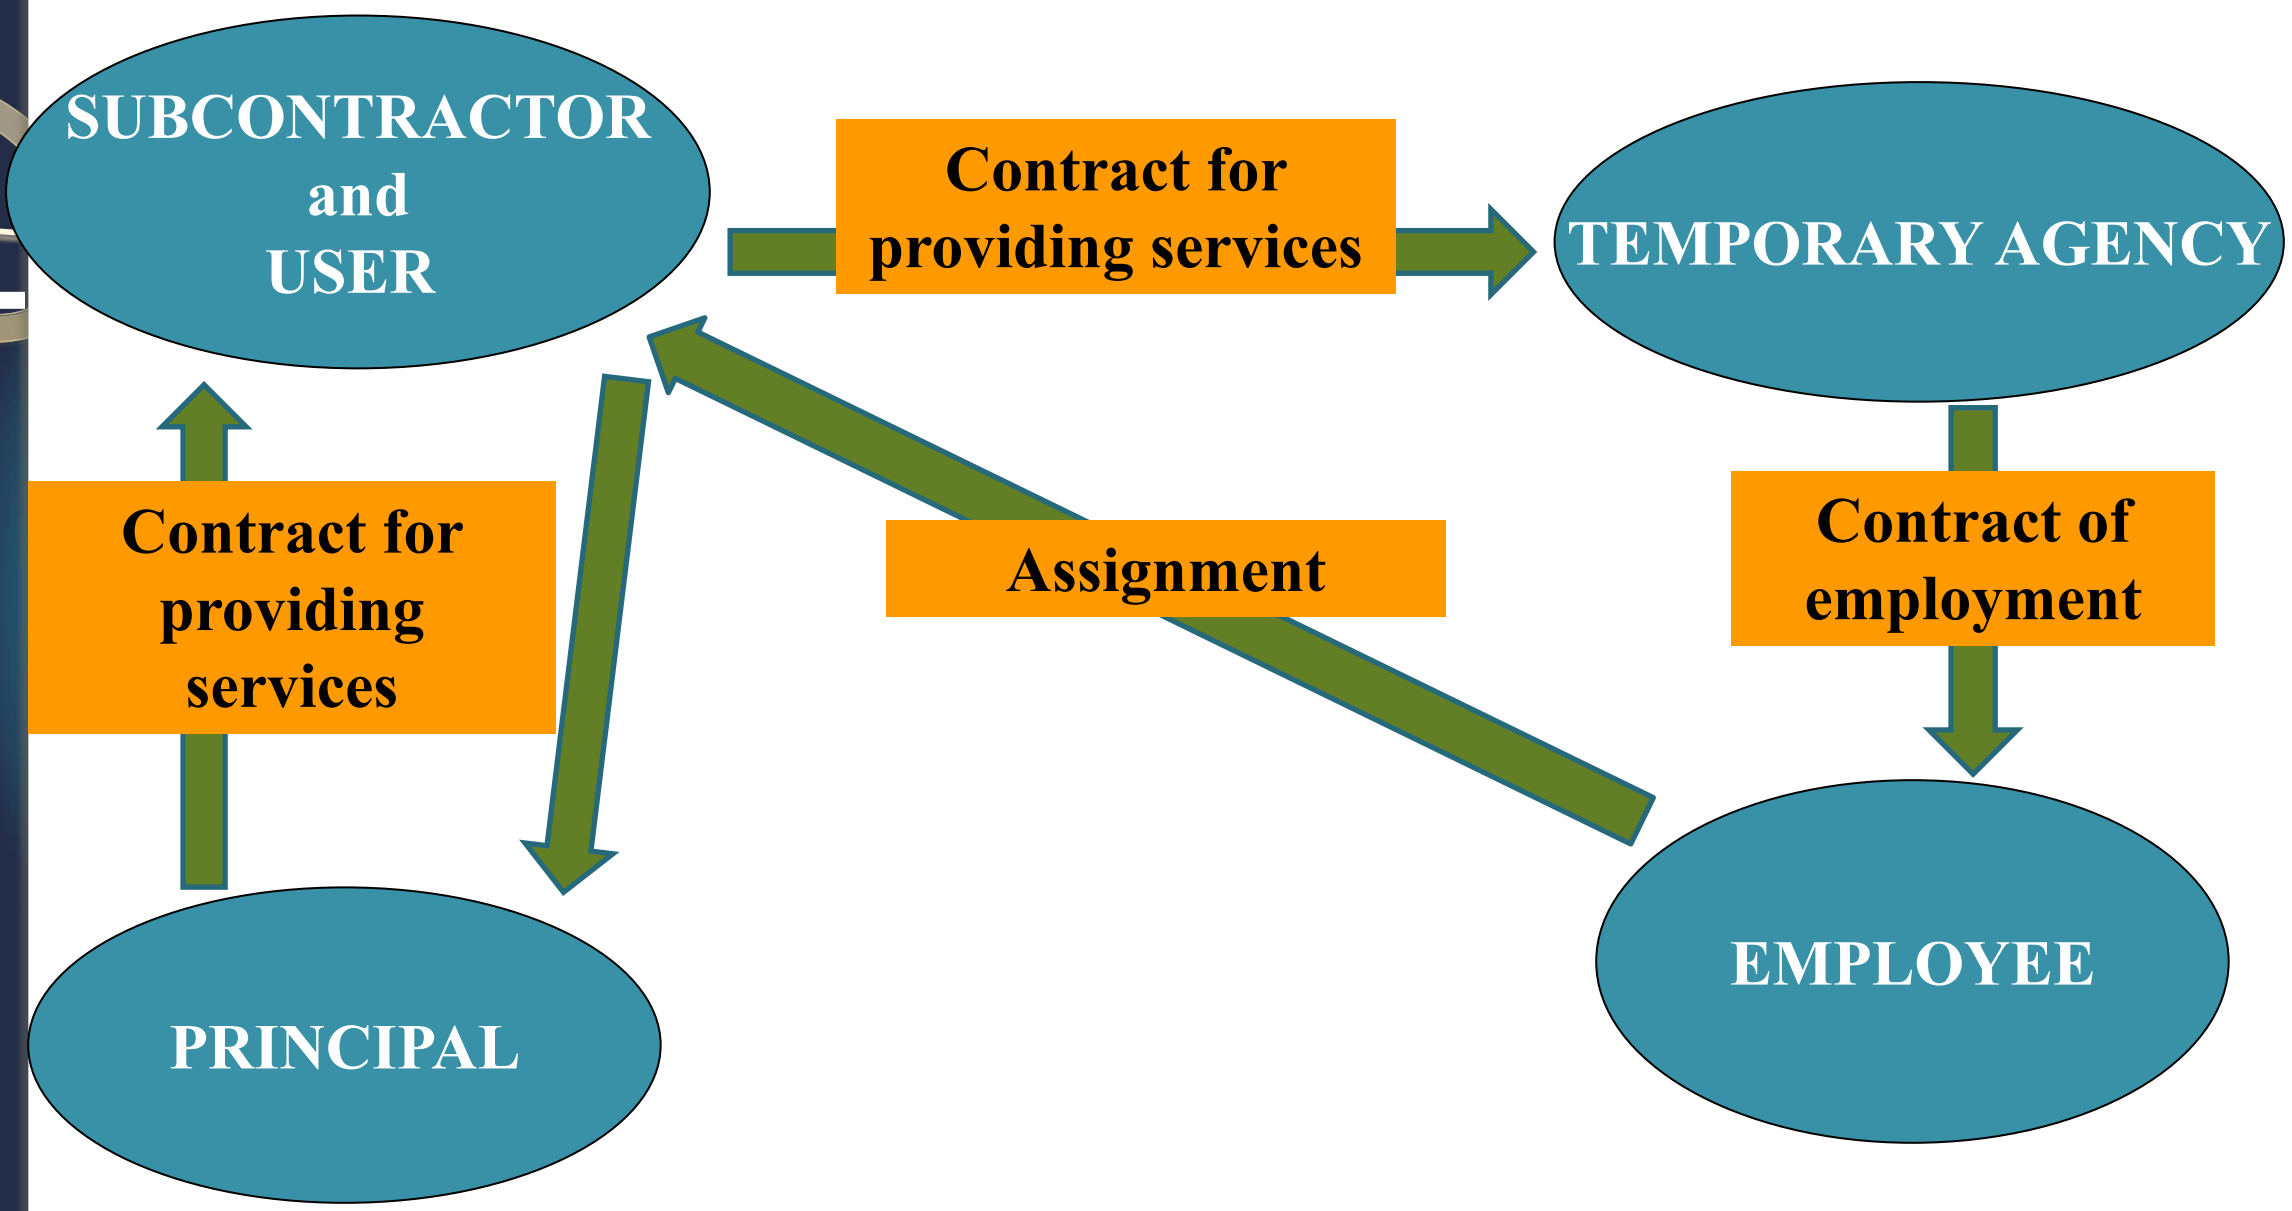 SUBCONTRACTOR
and
USER
Contract for
providing services
TEMPORARY AGENCY
Contract for
providing
services
Assignment
Contract of
employment
PRINCIPAL
EMPLOYEE